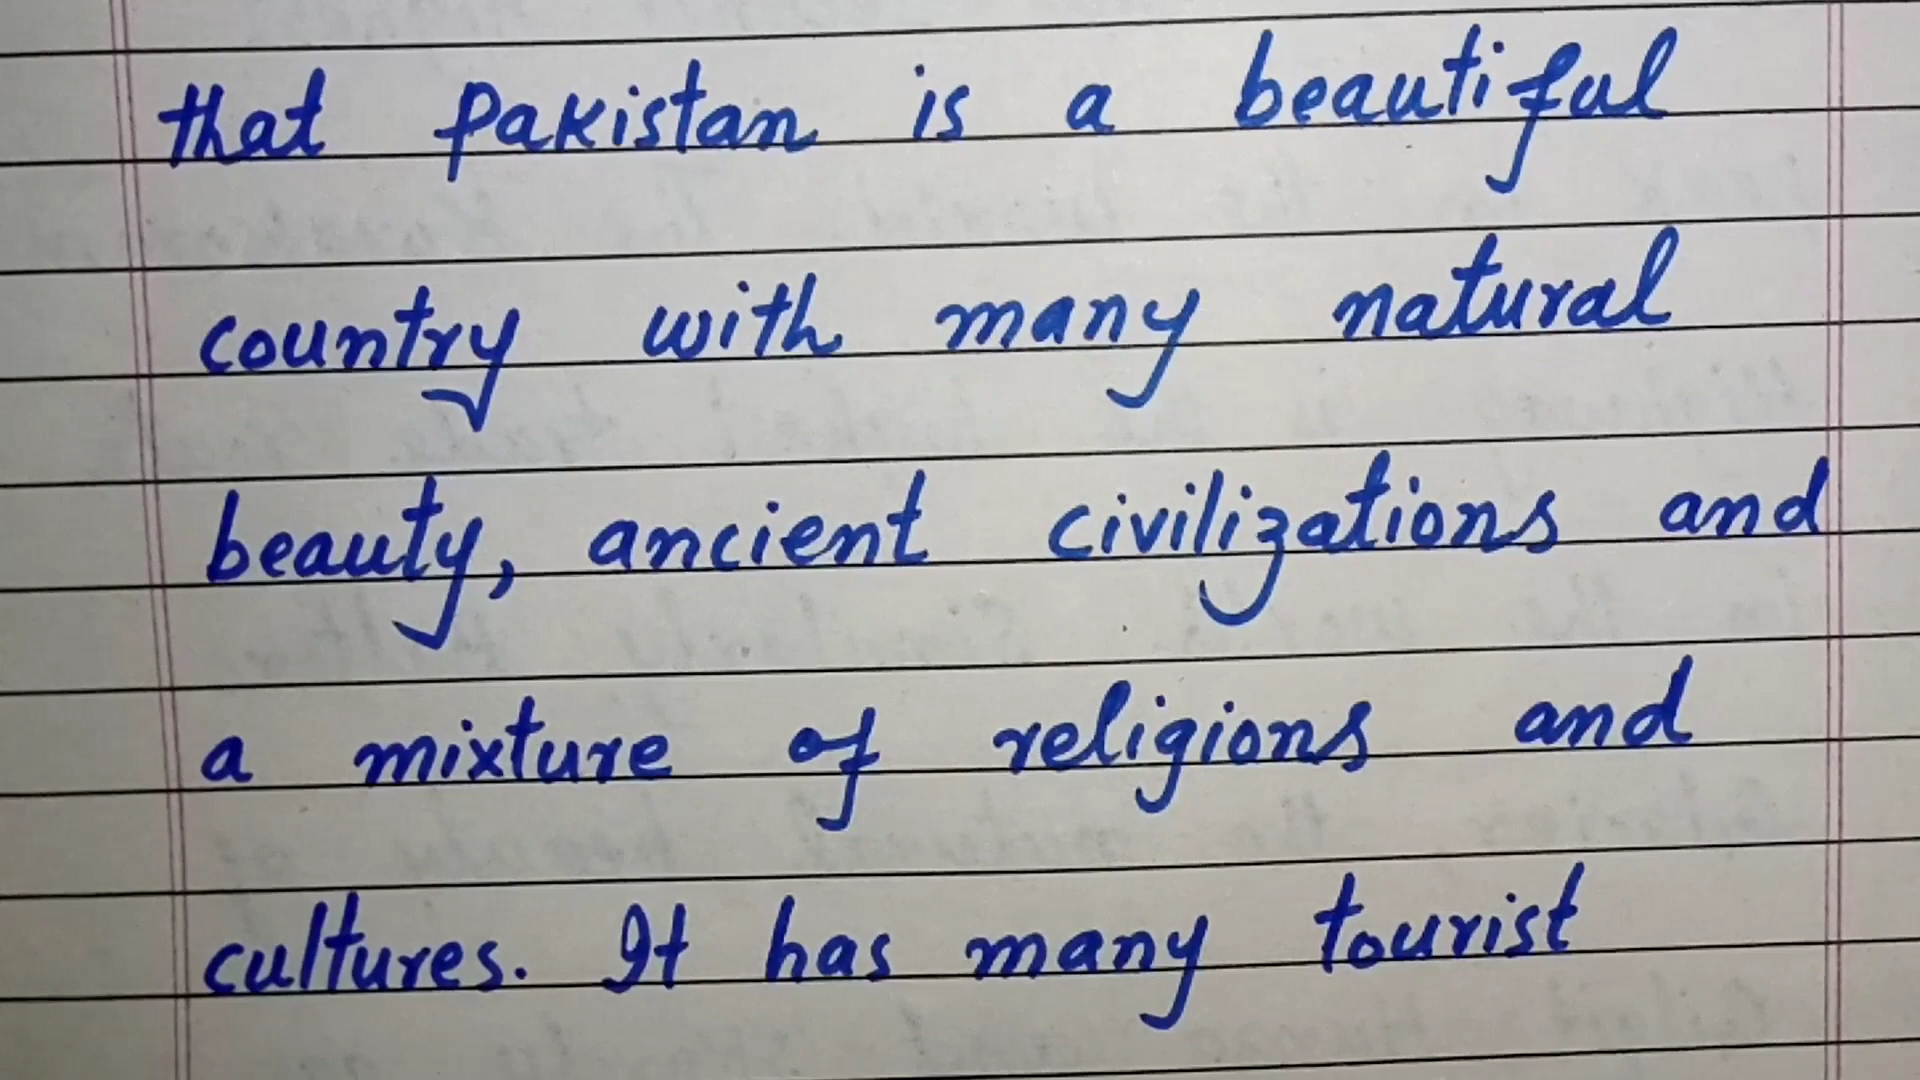 that Pakistan is a beautiful
country with many natural
beauty, ancient civilizations and
a mixture of religions and
cultures. It has many tourist